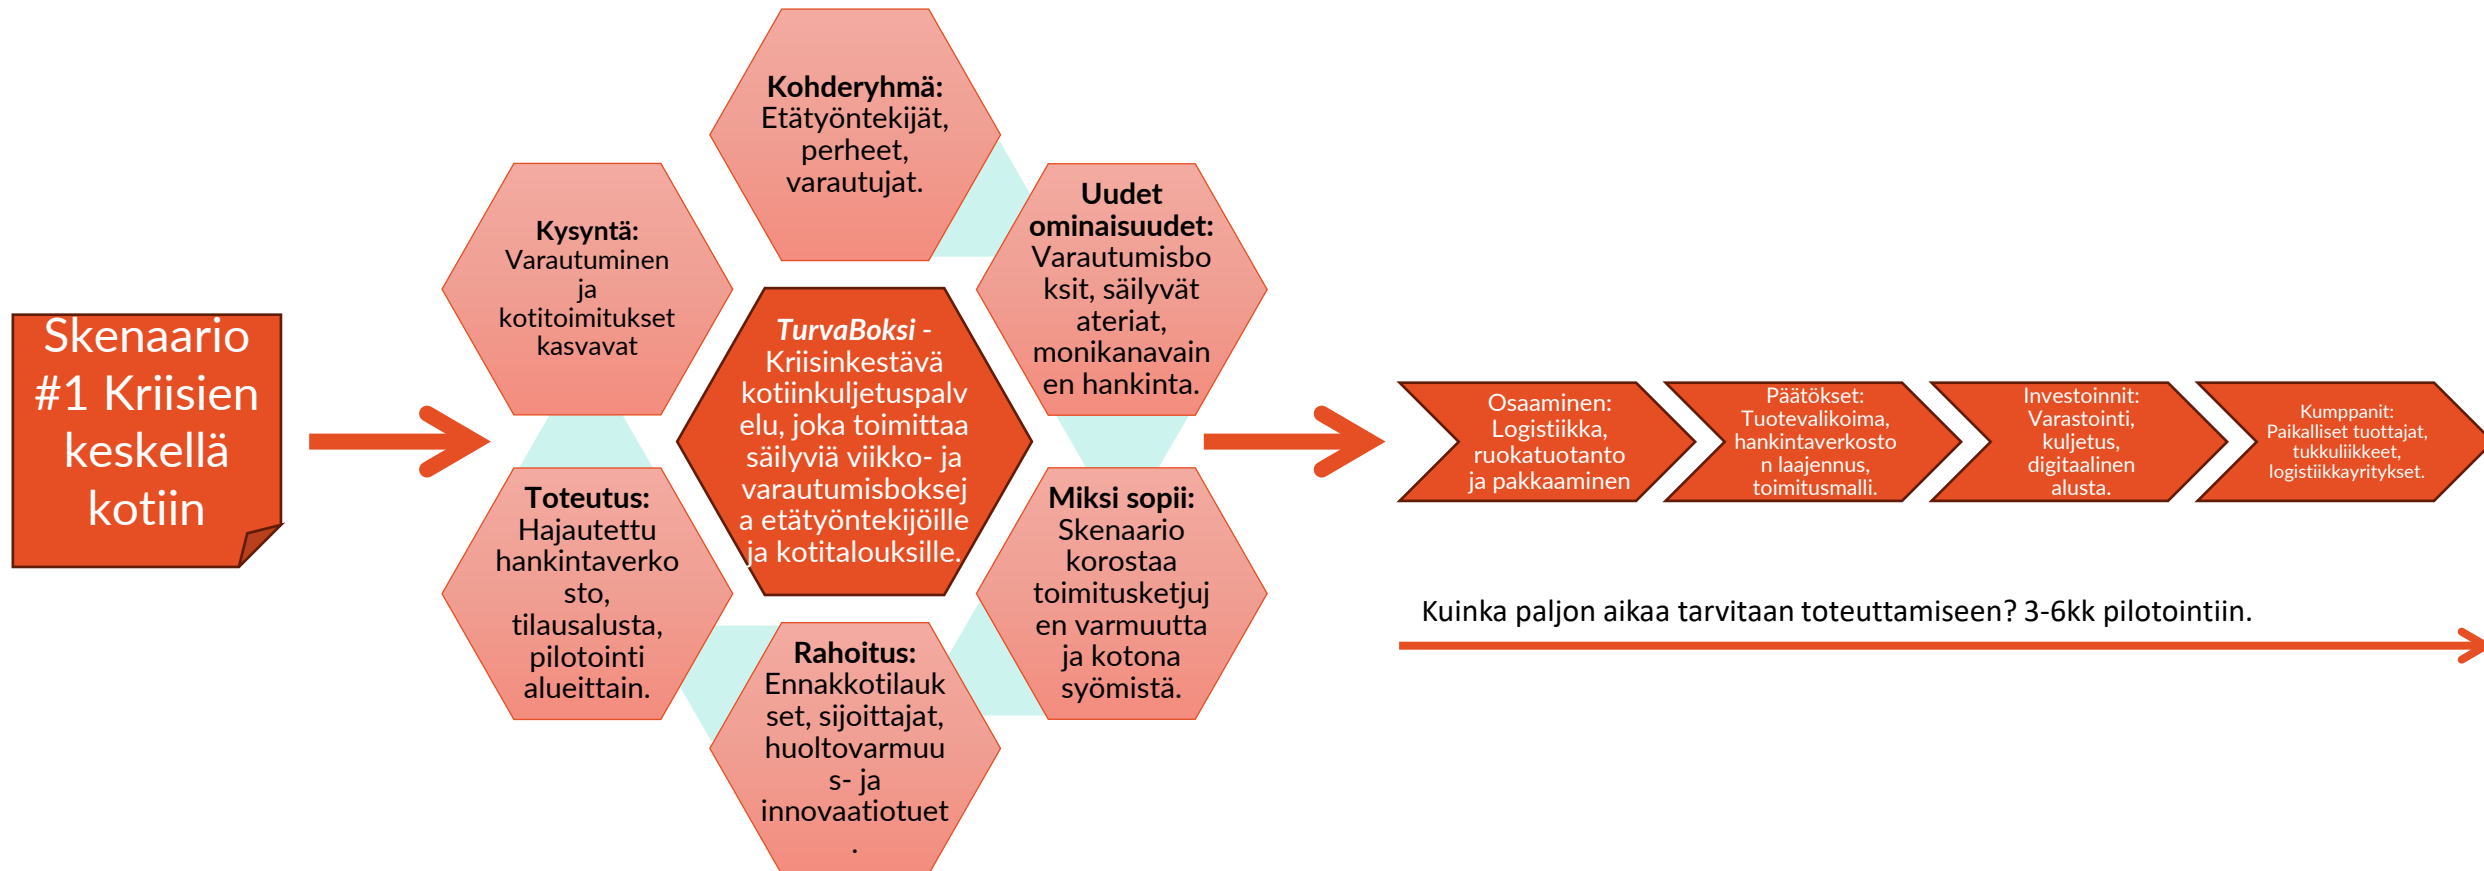 Skenaario
#1 Kriisien
keskellä
kotiin
Kohderyhmä:
Etätyöntekijät,
perheet,
varautujat.
Uudet
ominaisuudet:
Varautumisbo
ksit, säilyvät
ateriat,
monikanavain
en hankinta.
Miksi sopii:
Skenaario
korostaa
toimitusketjuj
en varmuutta
ja kotona
syömistä.
Rahoitus:
Ennakkotilauk
set, sijoittajat,
huoltovarmuu
s- ja
innovaatiotuet
.
Toteutus:
Hajautettu
hankintaverko
sto,
tilausalusta,
pilotointi
alueittain.
Kysyntä:
Varautuminen
ja
kotitoimitukset
kasvavat
TurvaBoksi -
Kriisinkestävä
kotiinkuljetuspalv
elu, joka toimittaa
säilyviä viikko- ja
varautumisboksej
a etätyöntekijöille
ja kotitalouksille.
Osaaminen:
Logistiikka,
ruokatuotanto
ja pakkaaminen
Päätökset:
Tuotevalikoima,
hankintaverkosto
n laajennus,
toimitusmalli.
Investoinnit:
Varastointi,
kuljetus,
digitaalinen
alusta.
Kumppanit:
Paikalliset tuottajat,
tukkuliikkeet,
logistiikkayritykset.
Kuinka paljon aikaa tarvitaan toteuttamiseen? 3-6kk pilotointiin.